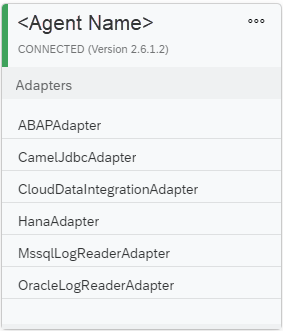 <Agent Name>
CONNECTED (Version 2.6.1.2)
Adapters
ABAPAdapter
CamelJdbcAdapter
CloudDataIntegrationAdapter
HanaAdapter
MssqlLogReaderAdapter
OracleLogReaderAdapter